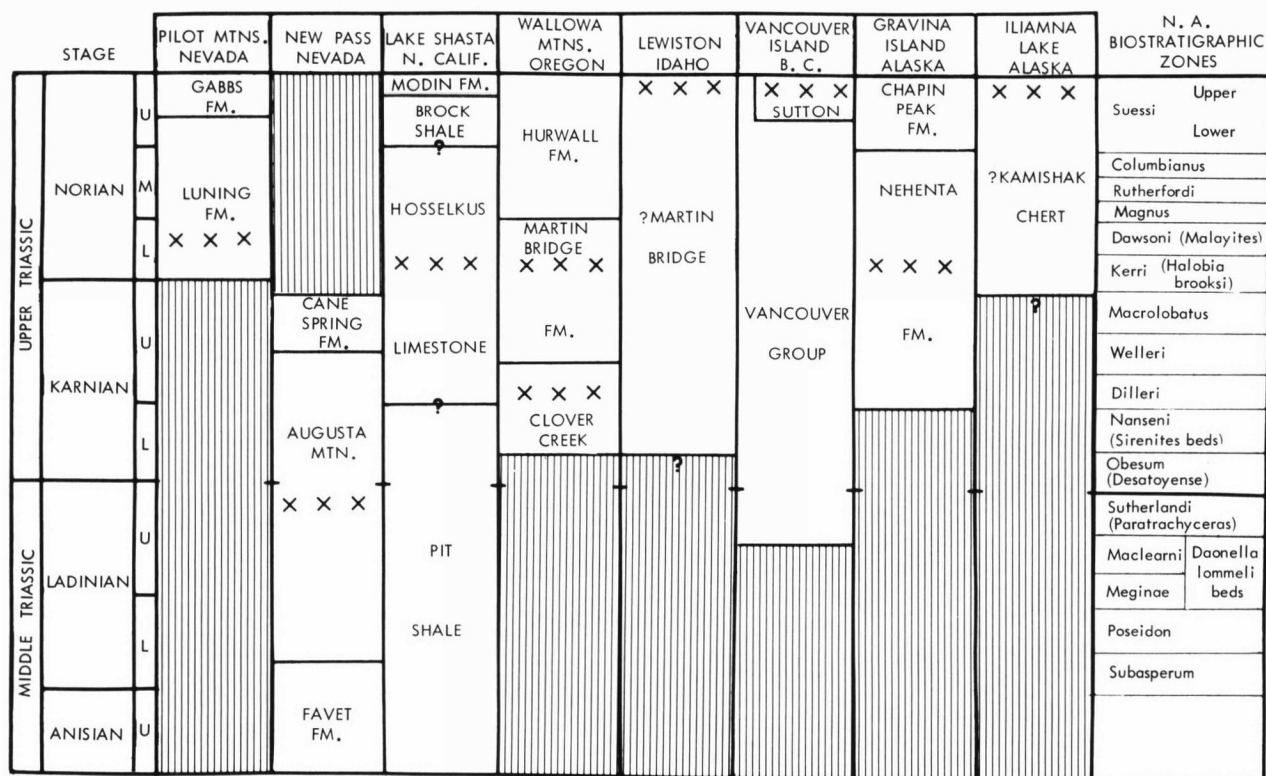 STAGE
PILOT MTNS.
NEVADA
NEW PASS
NEVADA
LAKE SHASTA
N. CALIF.
WALLOWA
MTNS.
OREGON
LEWISTON
IDAHO
VANCOUVER
ISLAND
B. C.
GRAVINA
ISLAND
ALASKA
ILIAMNA
LAKE
ALASKA
N. A.
BIOSTRATIGRAPHIC
ZONES
UPPER TRIASSIC
MIDDLE TRIASSIC
NORIAN
KARNIAN
LADINIAN
ANISIAN
U
M
L
U
L
U
L
U
GABBS
FM.
LUNING
FM.
X X X
CANE
SPRING
FM.
AUGUSTA
MTN.
X X X
FAVET
FM.
MODIN FM.
BROCK
SHALE
?
HOSSELKUS
X X X
LIMESTONE
?
PIT
SHALE
HURWALL
FM.
MARTIN
BRIDGE
X X X
FM.
X X X
CLOVER
CREEK
X X X
?MARTIN
BRIDGE
?
X X X
SUTTON
VANCOUVER
GROUP
CHAPIN
PEAK
FM.
NEHENTA
X X X
FM.
X X X
?KAMISHAK
CHERT
?
Upper
Suessi
Lower
Columbianus
Rutherfordi
Magnus
Dawsoni (Malayites)
Kerri (Halobia
brooksi)
Macrolobatus
Welleri
Dilleri
Nanseni
(Sirenites beds)
Obesum
(Desatoyense)
Sutherlandi
(Paratrachyceras)
Maclearni
Meginae
Daonella
lommeli
beds
Poseidon
Subasperum